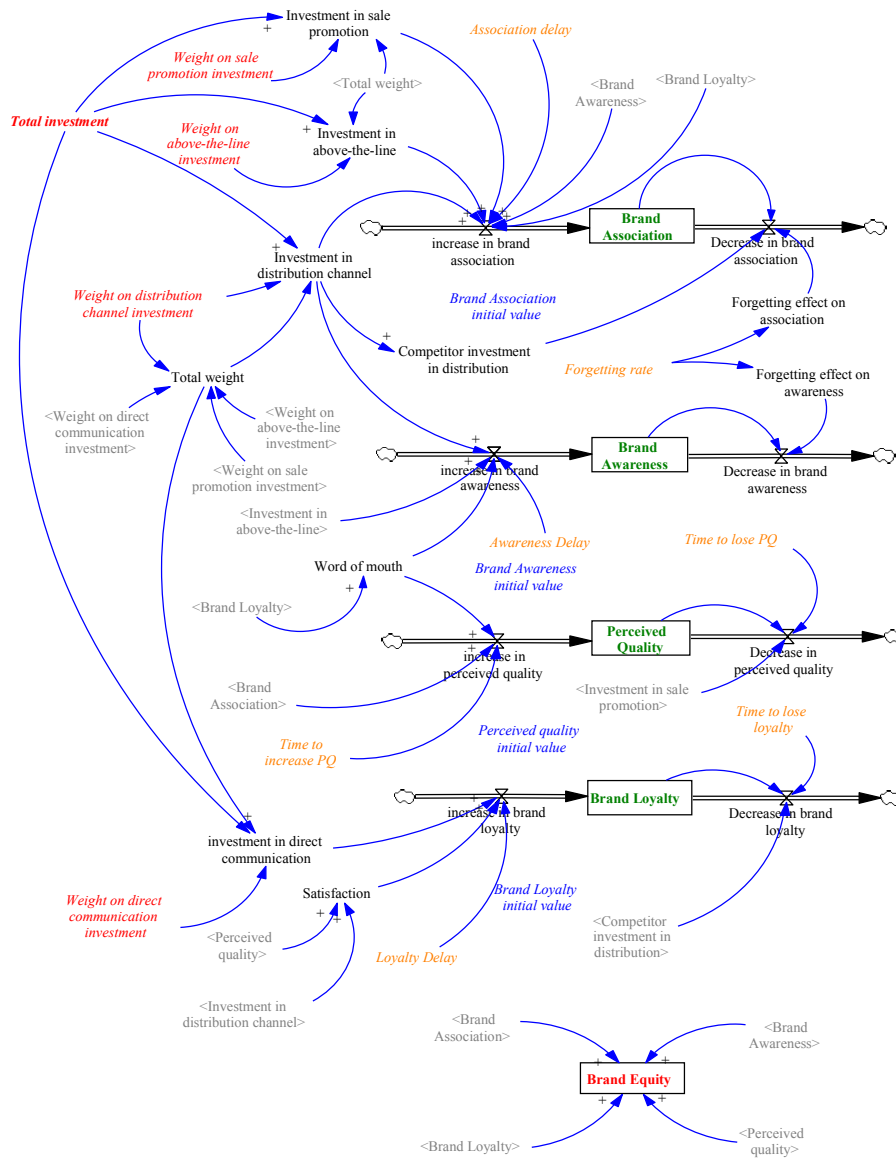 Investment in sale
promotion
Association delay
Weight on sale
promotion investment
<Total weight>
<Brand
Awareness>
<Brand Loyalty>
Total investment
Weight on
above-the-line
investment
Investment in
above-the-line
Brand
Association
increase in brand
association
Decrease in brand
association
Investment in
distribution channel
Weight on distribution
channel investment
Brand Association
initial value
Forgetting effect on
association
Competitor investment
in distribution
Forgetting rate
Forgetting effect on
awareness
Total weight
<Weight on direct
communication
investment>
<Weight on
above-the-line
investment>
<Weight on sale
promotion investment>
Brand
Awareness
increase in brand
awareness
Decrease in brand
awareness
<Investment in
above-the-line>
Awareness Delay
Time to lose PQ
Word of mouth
Brand Awareness
initial value
<Brand Loyalty>
Perceived
Quality
increase in
perceived quality
Decrease in
perceived quality
<Brand
Association>
<Investment in sale
promotion>
Time to
increase PQ
Perceived quality
initial value
Time to lose
loyalty
Brand Loyalty
increase in brand
loyalty
Decrease in brand
loyalty
investment in direct
communication
Weight on direct
communication
investment
Satisfaction
Brand Loyalty
initial value
<Perceived
quality>
Loyalty Delay
<Competitor
investment in
distribution>
<Investment in
distribution channel>
<Brand
Association>
<Brand
Awareness>
Brand Equity
<Brand Loyalty>
<Perceived
quality>